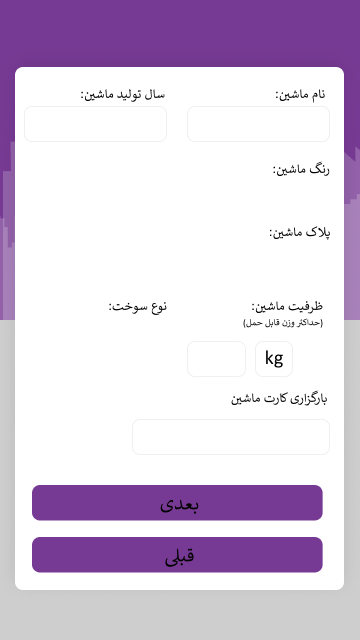 نام ماشین:
سال تولید ماشین:
رنگ ماشین:
پلاک ماشین:
ظرفیت ماشین:
نوع سوخت:
(حداکثر وزن قابل حمل)
kg
بارگزاری کارت ماشین
بعدی
قبلی